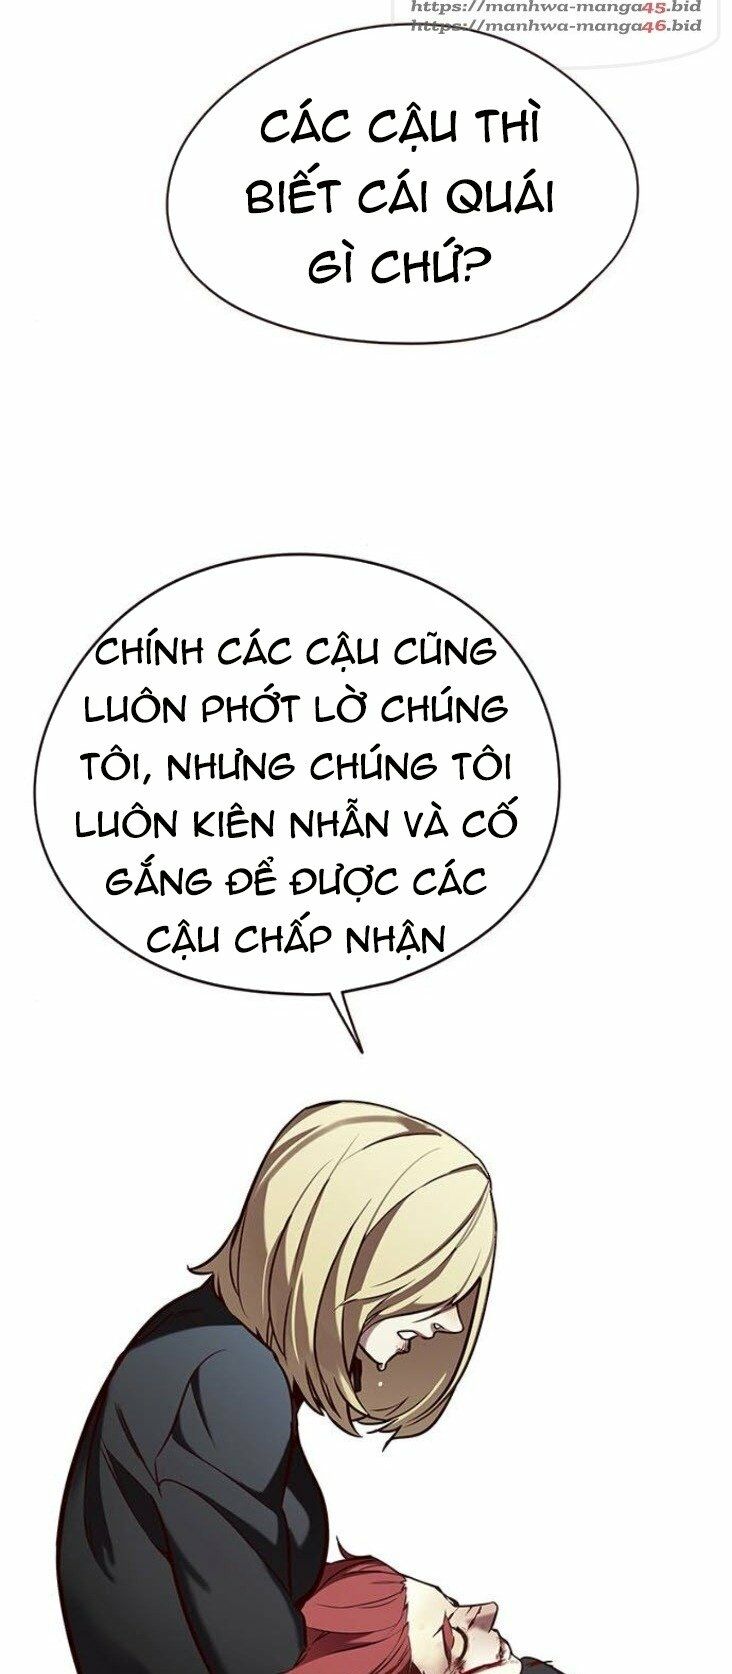 https://manhwa-manga45.bid
https://manhwa-manga46.bid
CÁC CẬU THÌ
BIẾT CÁI QUÁI
GÌ CHỨ?
CHÍNH CÁC CẬU CŨNG
LUÔN PHỚT LỜ CHÚNG
TÔI, NHƯNG CHÚNG TÔI
LUÔN KIÊN NHẪN VÀ CỐ
GẮNG ĐỂ ĐƯỢC CÁC
CẬU CHẤP NHẬN